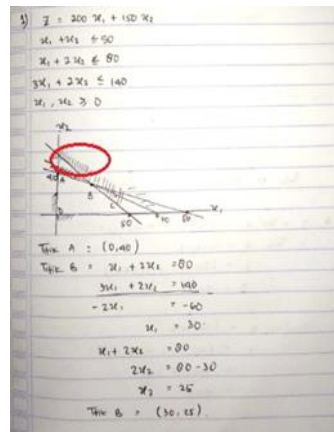 1) Z = 200 x₁ + 150 x₂
x₁ + x₂ ≤ 50
x₁ + 2x₂ ≤ 80
3x₁ + 2x₂ ≤ 140
x₁, x₂ ≥ 0
x₂
40
A
B
C
x₁
0
50
80
Titik A : (0,40)
Titik B = x₁ + 2x₂ = 80
3x₁ + 2x₂ = 140
-2x₁ = -60
x₁ = 30
x₁ + 2x₂ = 80
2x₂ = 80 - 30
x₂ = 25
Titik B = (30, 25)